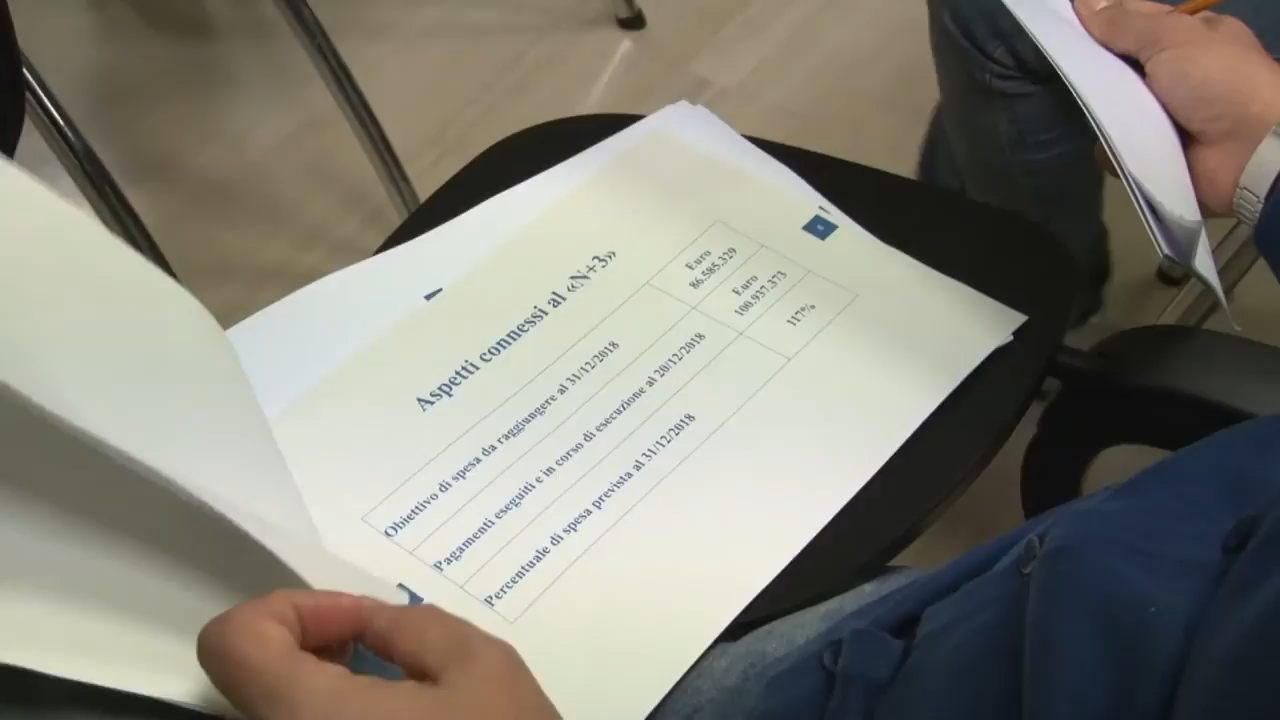 Aspetti connessi al «N+3»
Obiettivo di spesa da raggiungere al 31/12/2018
Euro
86.585.329
Pagamenti eseguiti e in corso di esecuzione al 20/12/2018
Euro
100.937.373
Percentuale di spesa prevista al 31/12/2018
117%